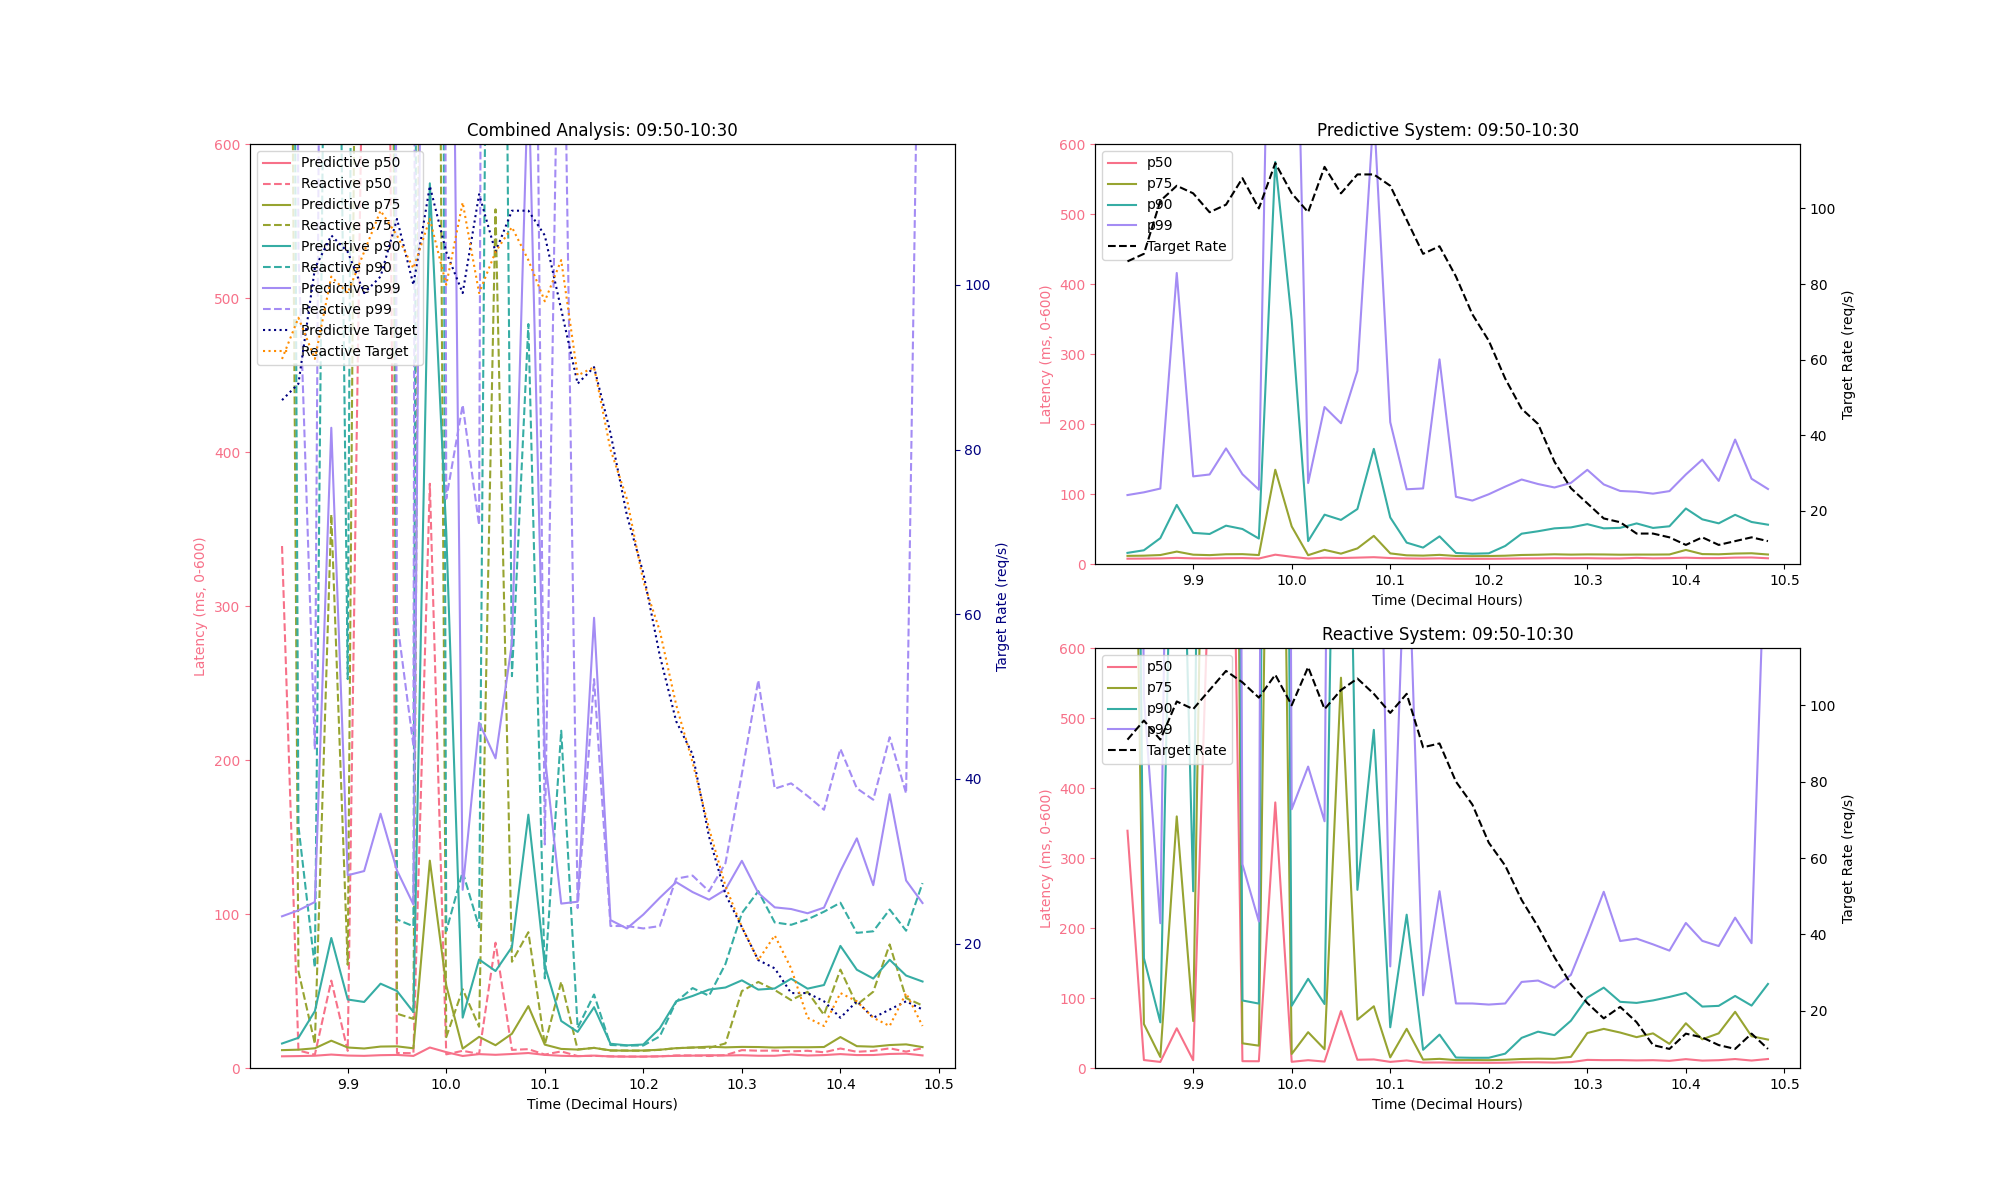 Combined Analysis: 09:50-10:30
600
500
400
300
200
100
0
Latency (ms, 0-600)
Predictive p50
Reactive p50
Predictive p75
Reactive p75
Predictive p90
Reactive p90
Predictive p99
Reactive p99
Predictive Target
Reactive Target
100
80
60
40
20
Target Rate (req/s)
9.9 10.0 10.1 10.2 10.3 10.4 10.5
Time (Decimal Hours)
Predictive System: 09:50-10:30
600
500
400
300
200
100
0
Latency (ms, 0-600)
p50
p75
p90
p99
Target Rate
100
80
60
40
20
Target Rate (req/s)
9.9 10.0 10.1 10.2 10.3 10.4 10.5
Time (Decimal Hours)
Reactive System: 09:50-10:30
600
500
400
300
200
100
0
Latency (ms, 0-600)
p50
p75
p90
p99
Target Rate
100
80
60
40
20
Target Rate (req/s)
9.9 10.0 10.1 10.2 10.3 10.4 10.5
Time (Decimal Hours)